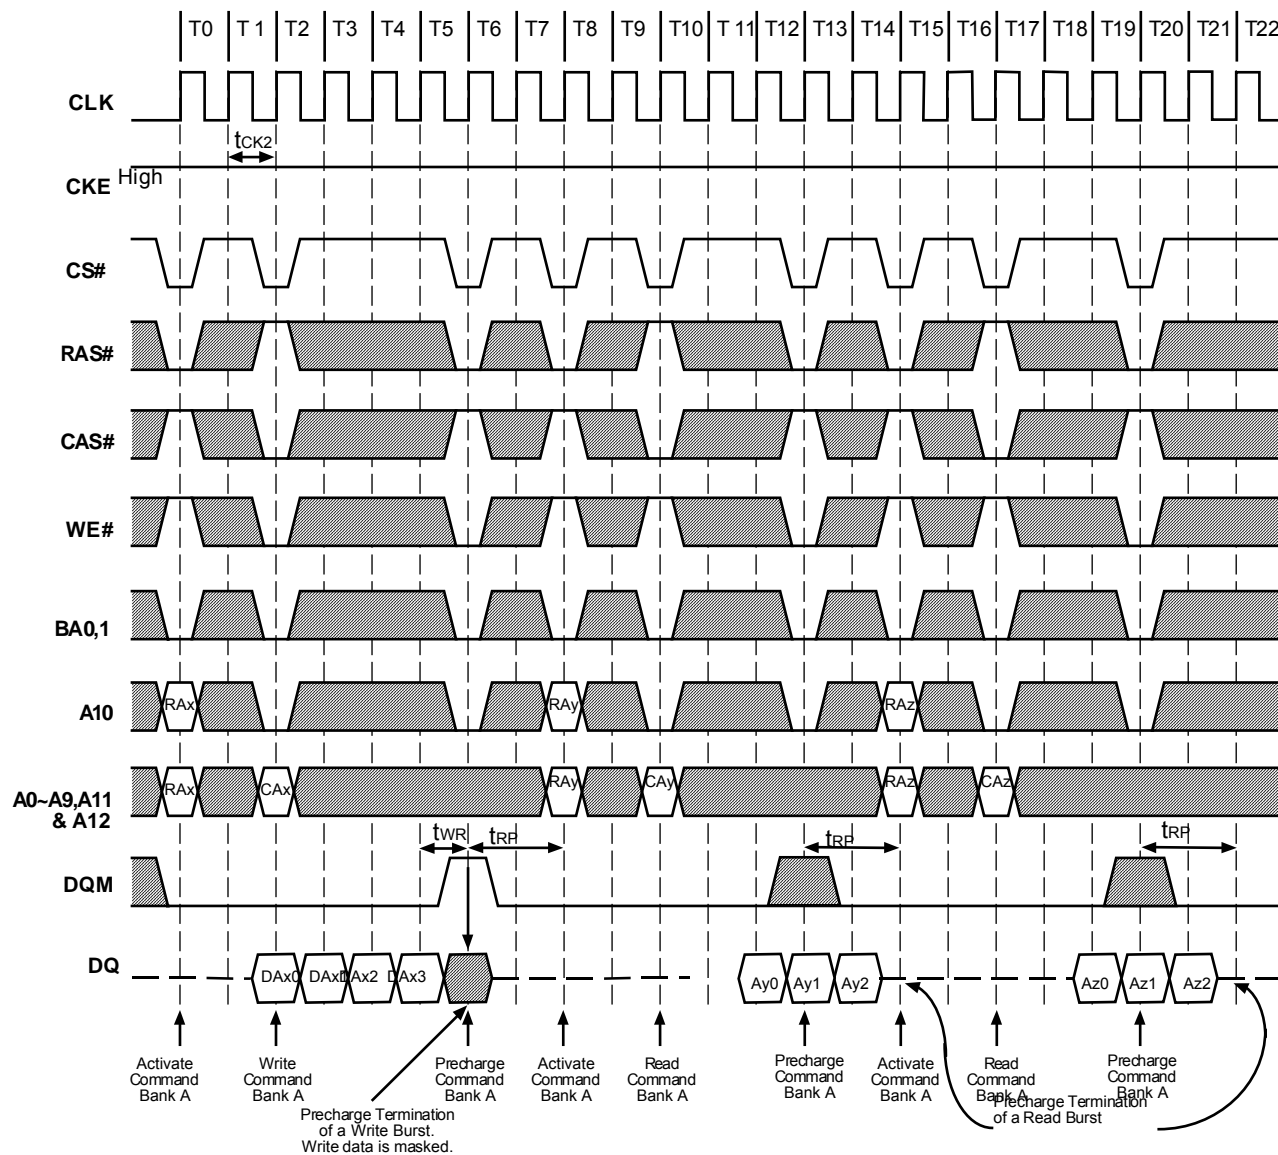 T0 T 1 T2 T3 T4 T5 T6 T7 T8 T9 T10 T 11 T12 T13 T14 T15 T16 T17 T18 T19 T20 T21 T22
CLK
tCK2
High
CKE
CS#
RAS#
CAS#
WE#
BA0,1
RAx RAy RAz
A10
RAx CAx RAy CAy RAz CAz
A0~A9,A11
& A12
tWR tRP tRP tRP
DQM
DQ
DAx0 DAx1 DAx2 DAx3 Ay0 Ay1 Ay2 Az0 Az1 Az2
Activate Command Bank A
Write Command Bank A
Precharge Command Bank A
Activate Command Bank A
Read Command Bank A
Precharge Command Bank A
Activate Command Bank A
Read Command Bank A
Precharge Command Bank A
Precharge Termination
of a Write Burst.
Write data is masked.
Precharge Termination
of a Read Burst